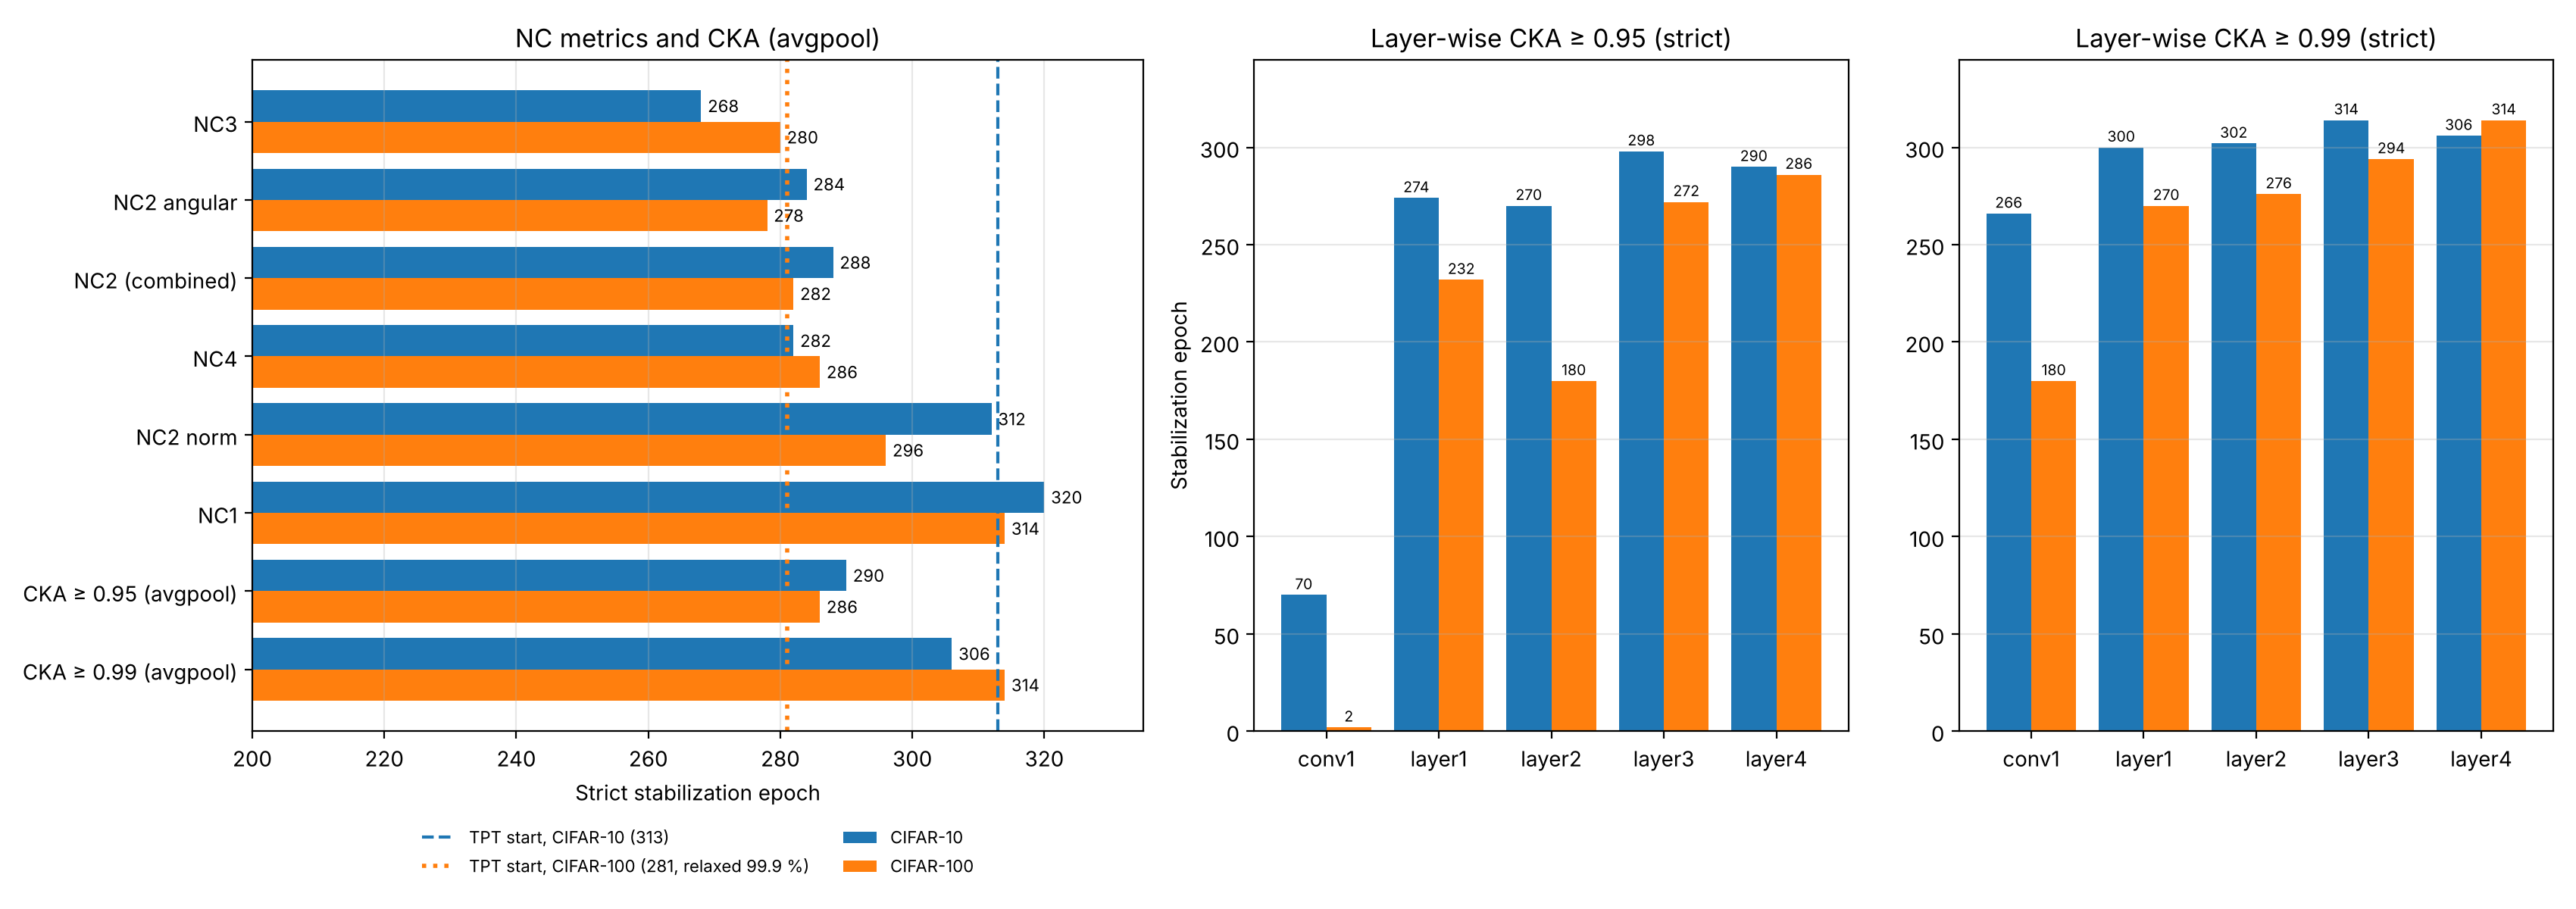 NC metrics and CKA (avgpool)
NC3
268
280
NC2 angular
284
278
NC2 (combined)
288
282
NC4
282
286
NC2 norm
312
296
NC1
320
314
CKA ≥ 0.95 (avgpool)
290
286
CKA ≥ 0.99 (avgpool)
306
314
200 220 240 260 280 300 320
Strict stabilization epoch
TPT start, CIFAR-10 (313)
TPT start, CIFAR-100 (281, relaxed 99.9 %)
CIFAR-10
CIFAR-100
Layer-wise CKA ≥ 0.95 (strict)
Stabilization epoch
300
250
200
150
100
50
0
70 2
274 232
270 180
298 272
290 286
conv1 layer1 layer2 layer3 layer4
Layer-wise CKA ≥ 0.99 (strict)
300
250
200
150
100
50
0
266 180
300 270
302 276
314 294
306 314
conv1 layer1 layer2 layer3 layer4